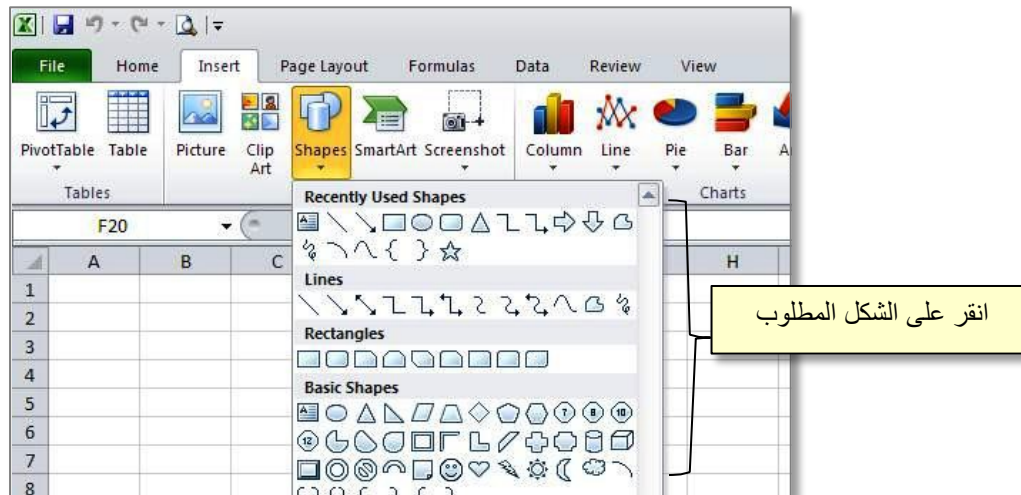 File Home Insert Page Layout Formulas Data Review View
PivotTable Table Picture Clip Art Shapes SmartArt Screenshot Column Line Pie Bar
Tables Charts
Recently Used Shapes
F20
Lines
Rectangles
Basic Shapes
A B C H
1
2
3
4
5
6
7
8
انقر على الشكل المطلوب